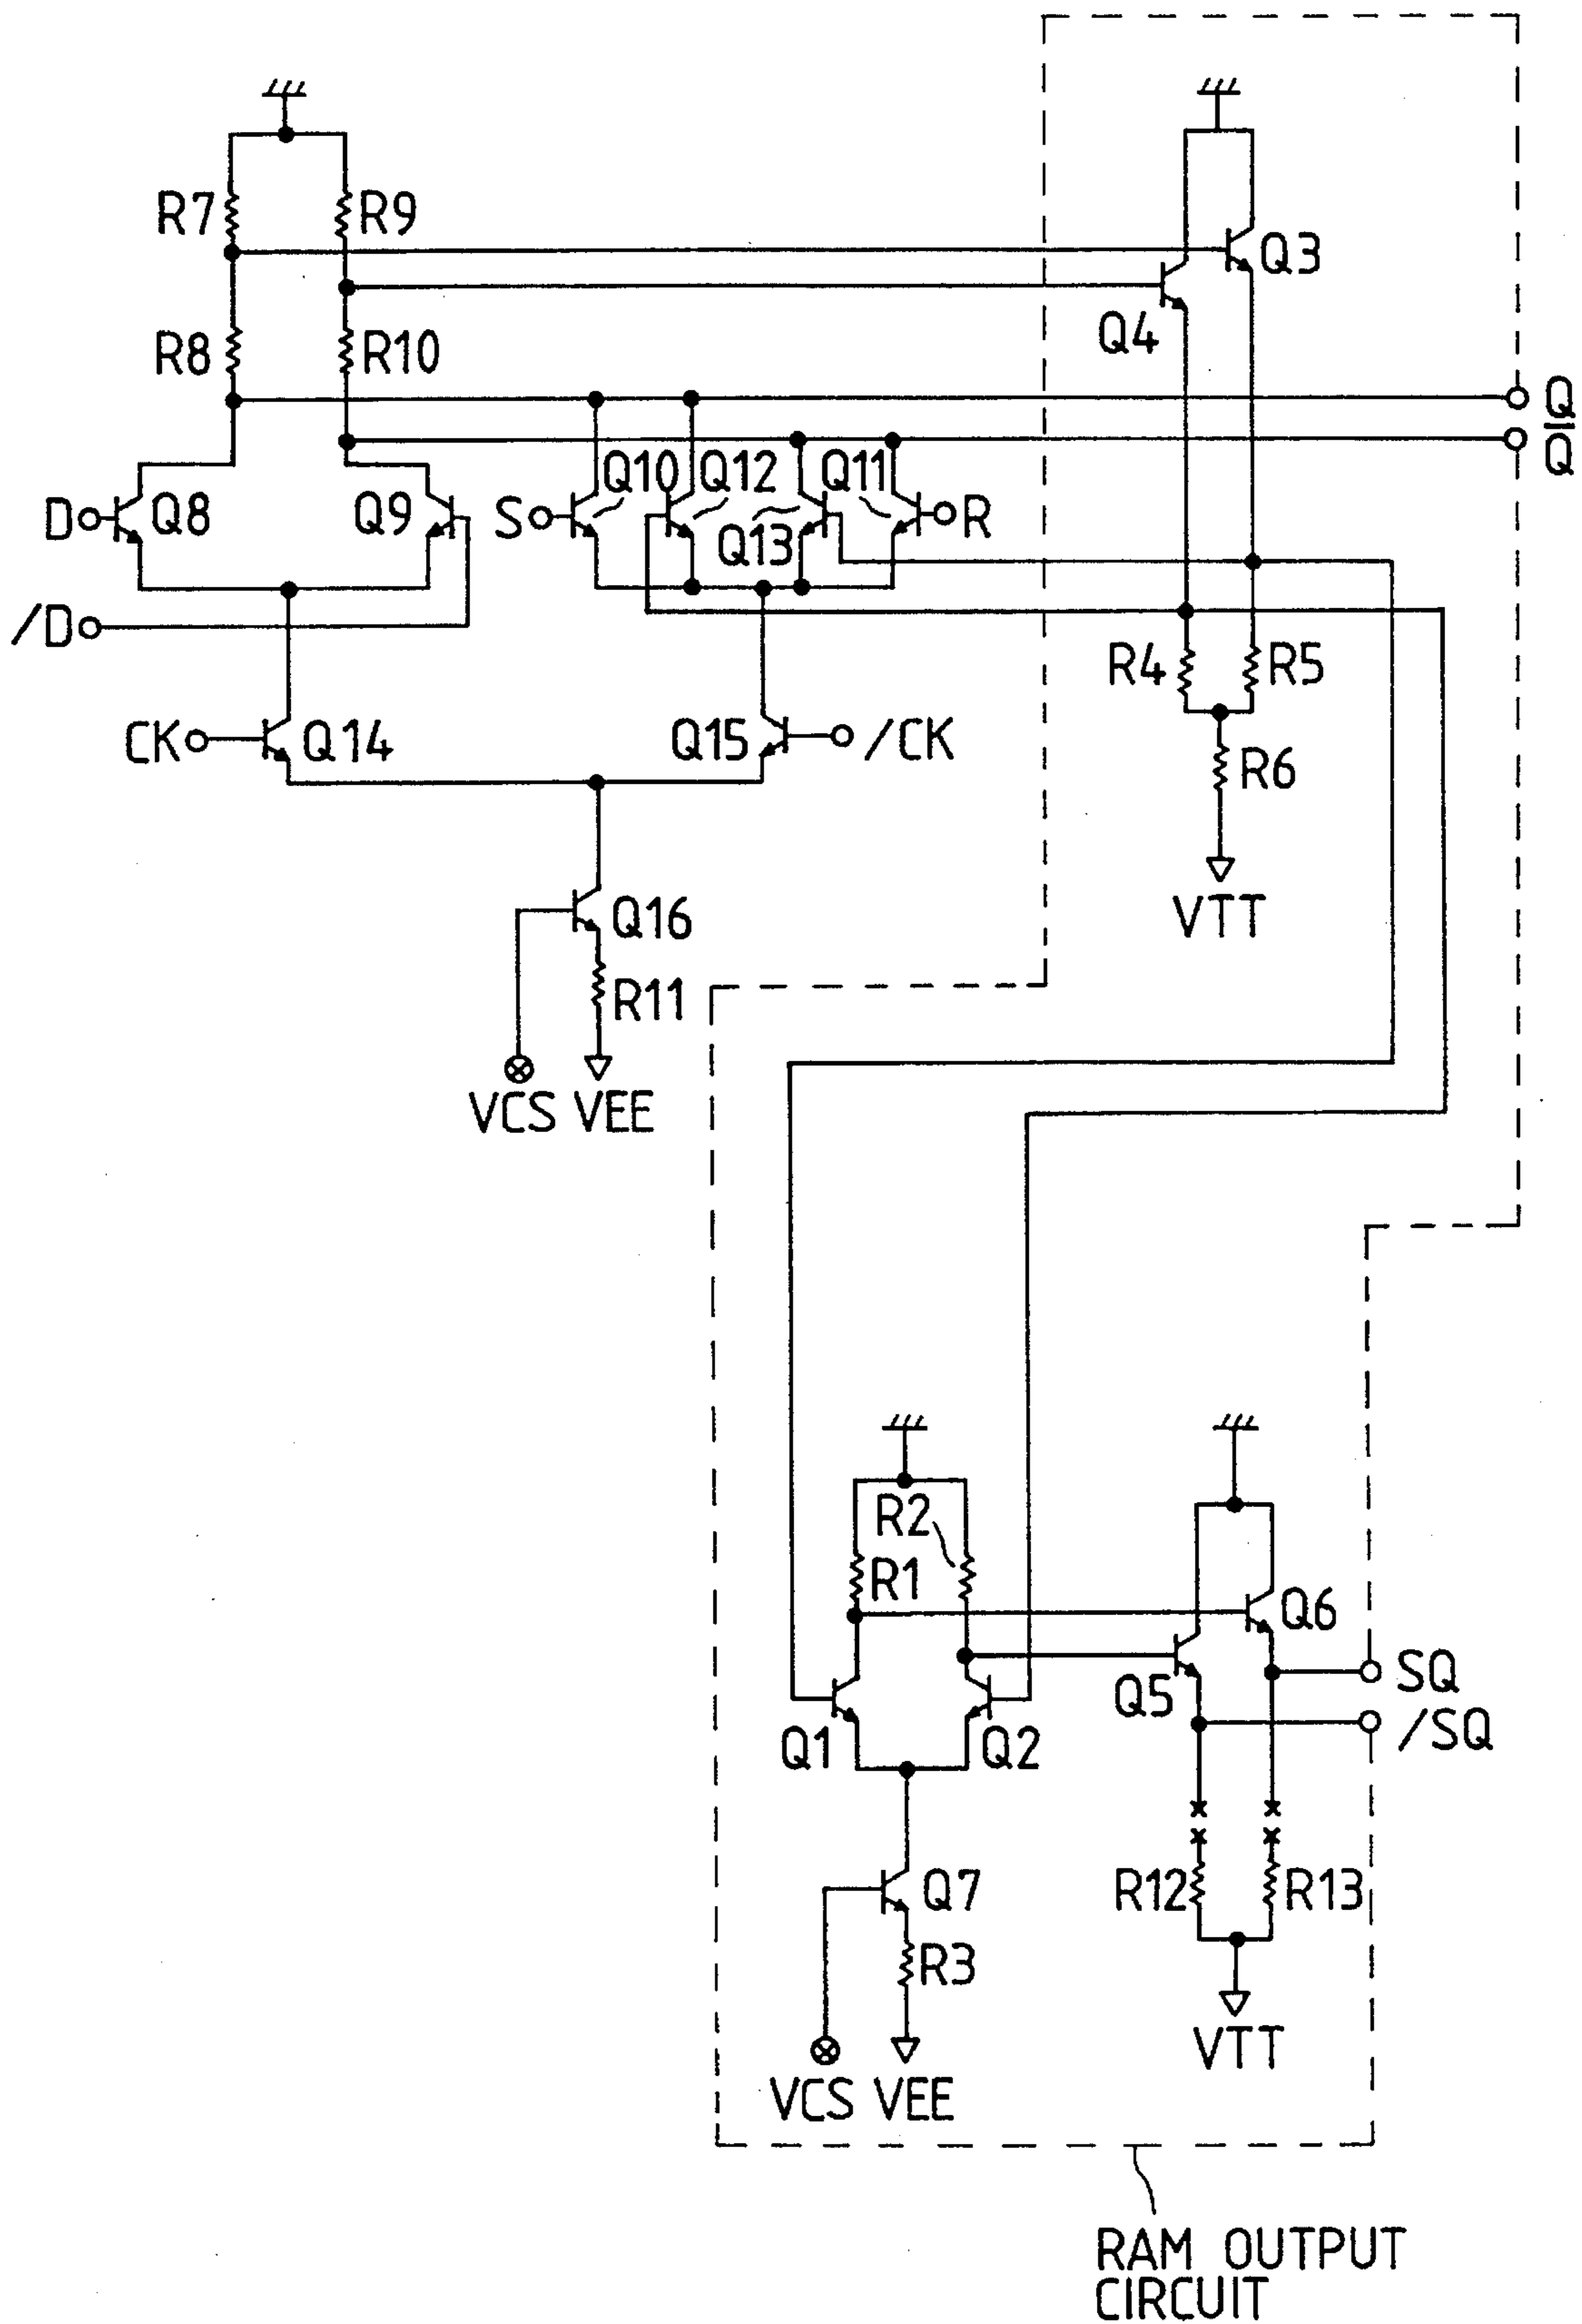 R7
R9
Q3
Q4
R8
R10
Q
Q̅
Q10
Q12
Q11
D
Q8
Q9
S
Q13
R
/D
R4
R5
CK
Q14
Q15
/CK
R6
VTT
Q16
R11
VCS VEE
R2
R1
Q6
Q5
SQ
/SQ
Q1
Q2
Q7
R12
R13
R3
VTT
VCS VEE
RAM OUTPUT
CIRCUIT